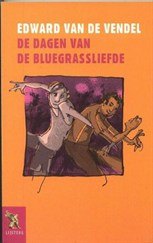 EDWARD VAN DE VENDEL
DE DAGEN VAN
DE BLUEGRASSLIEFDE